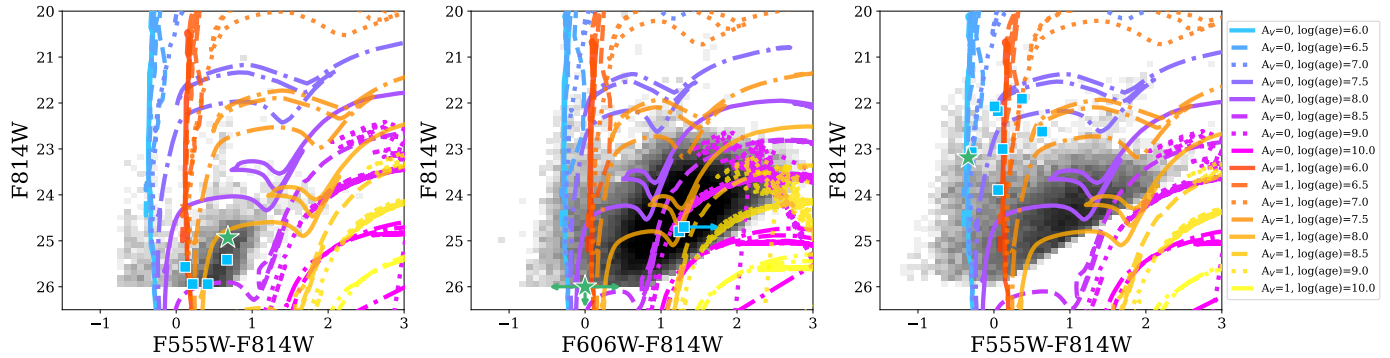 20
21
22
23
24
25
26
F814W
−1
0
1
2
3
F555W-F814W
20
21
22
23
24
25
26
F814W
−1
0
1
2
3
F606W-F814W
20
21
22
23
24
25
26
F814W
−1
0
1
2
3
F555W-F814W
A_V=0, log(age)=6.0
A_V=0, log(age)=6.5
A_V=0, log(age)=7.0
A_V=0, log(age)=7.5
A_V=0, log(age)=8.0
A_V=0, log(age)=8.5
A_V=0, log(age)=9.0
A_V=0, log(age)=10.0
A_V=1, log(age)=6.0
A_V=1, log(age)=6.5
A_V=1, log(age)=7.0
A_V=1, log(age)=7.5
A_V=1, log(age)=8.0
A_V=1, log(age)=8.5
A_V=1, log(age)=9.0
A_V=1, log(age)=10.0